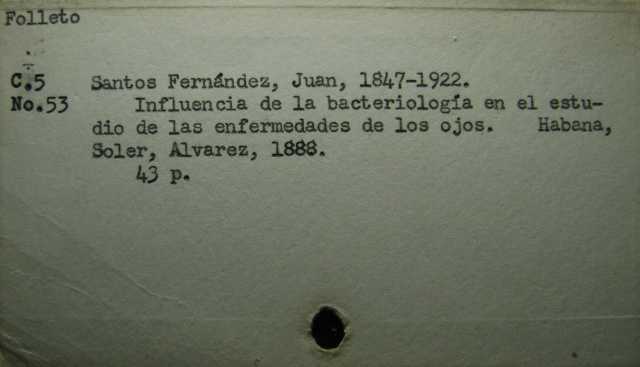 Folleto
C.5 Santos Fernández, Juan, 1847-1922.
No.53 Influencia de la bacteriología en el estu-
dio de las enfermedades de los ojos. Habana,
Soler, Alvarez, 1888.
43 p.